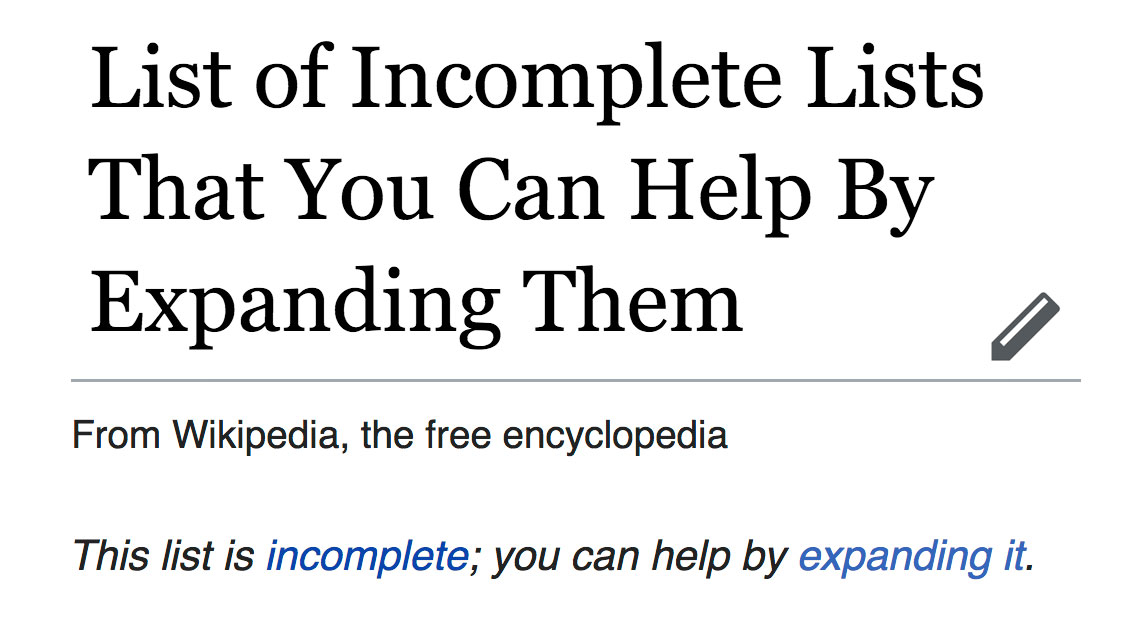 List of Incomplete Lists
That You Can Help By
Expanding Them
From Wikipedia, the free encyclopedia
This list is incomplete; you can help by expanding it.